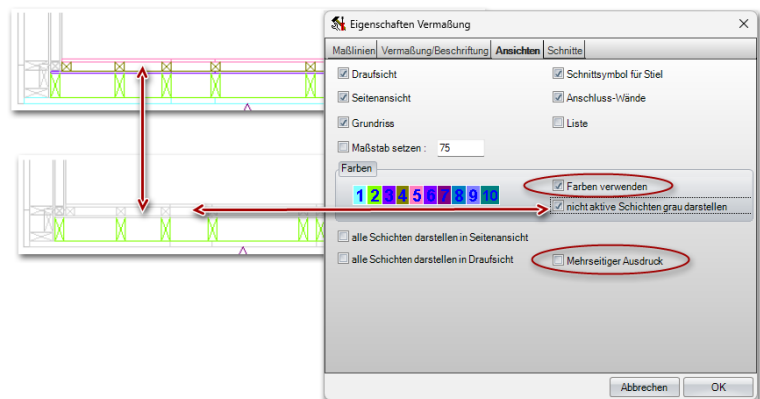 Eigenschaften Vermaßung
Maßlinien Vermaßung/Beschriftung Ansichten Schnitte
Draufsicht
Schnittsymbol für Stiel
Seitenansicht
Anschluss-Wände
Grundriss
Liste
Maßstab setzen : 75
Farben
1 2 3 4 5 6 7 8 9 10
Farben verwenden
nicht aktive Schichten grau darstellen
alle Schichten darstellen in Seitenansicht
alle Schichten darstellen in Draufsicht
Mehrseitiger Ausdruck
Abbrechen
OK